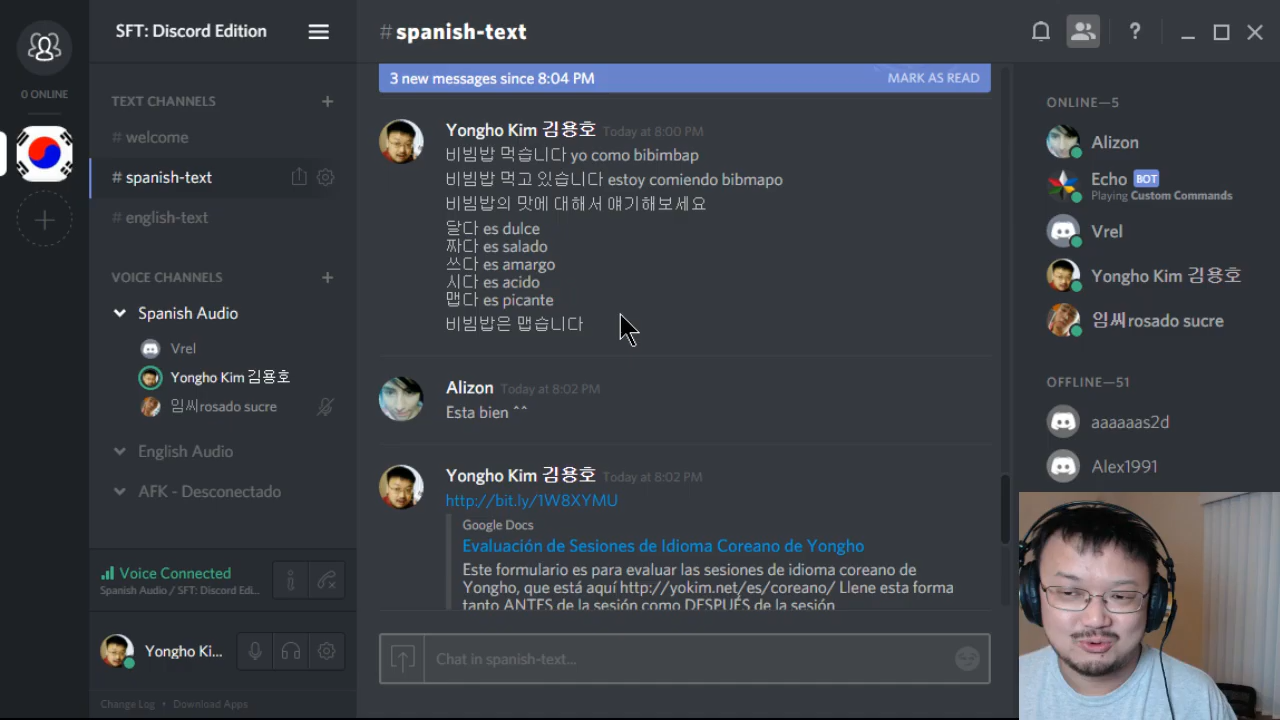 SFT: Discord Edition
0 ONLINE
TEXT CHANNELS
# welcome
# spanish-text
# english-text
VOICE CHANNELS
Spanish Audio
Vrel
Yongho Kim 김용호
임씨rosado sucre
English Audio
AFK - Desconectado
Voice Connected
Spanish Audio / SFT: Discord Edi...
Yongho Ki...
Change Log • Download Apps
# spanish-text
3 new messages since 8:04 PM
MARK AS READ
Yongho Kim 김용호 Today at 8:00 PM
비빔밥 먹습니다 yo como bibimbap
비빔밥 먹고 있습니다 estoy comiendo bibmapo
비빔밥의 맛에 대해서 얘기해보세요
달다 es dulce
짜다 es salado
쓰다 es amargo
시다 es acido
맵다 es picante
비빔밥은 맵습니다
Alizon Today at 8:02 PM
Esta bien ^^
Yongho Kim 김용호 Today at 8:02 PM
http://bit.ly/1W8XYMU
Google Docs
Evaluación de Sesiones de Idioma Coreano de Yongho
Este formulario es para evaluar las sesiones de idioma coreano de
Yongho, que está aquí http://yokim.net/es/coreano/ Llene esta forma
tanto ANTES de la sesión como DESPUÉS de la sesión
Chat in spanish-text...
ONLINE—5
Alizon
Echo BOT
Playing Custom Commands
Vrel
Yongho Kim 김용호
임씨rosado sucre
OFFLINE—51
aaaaaas2d
Alex1991